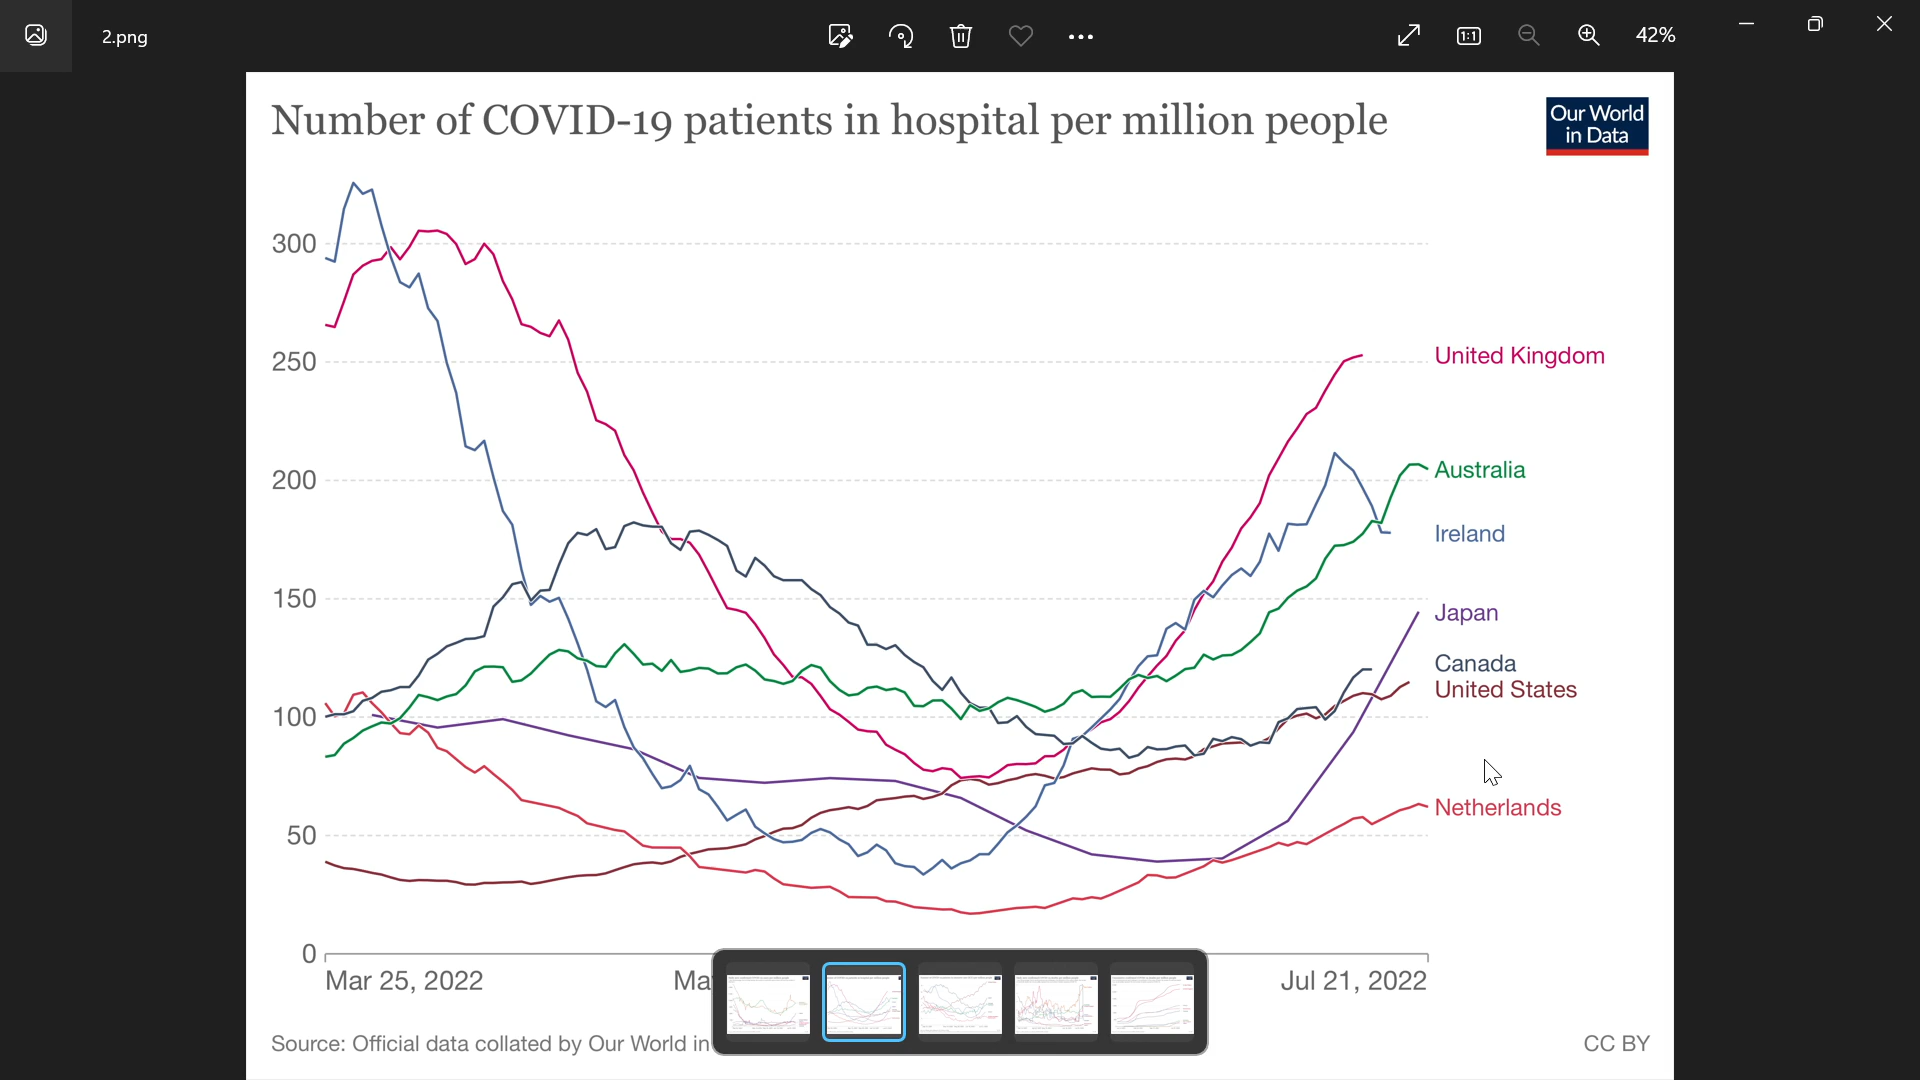 2.png
42%
Number of COVID-19 patients in hospital per million people
Our World
in Data
300
250
200
150
100
50
0
United Kingdom
Australia
Ireland
Japan
Canada
United States
Netherlands
Mar 25, 2022
Jul 21, 2022
Source: Official data collated by Our World in
CC BY